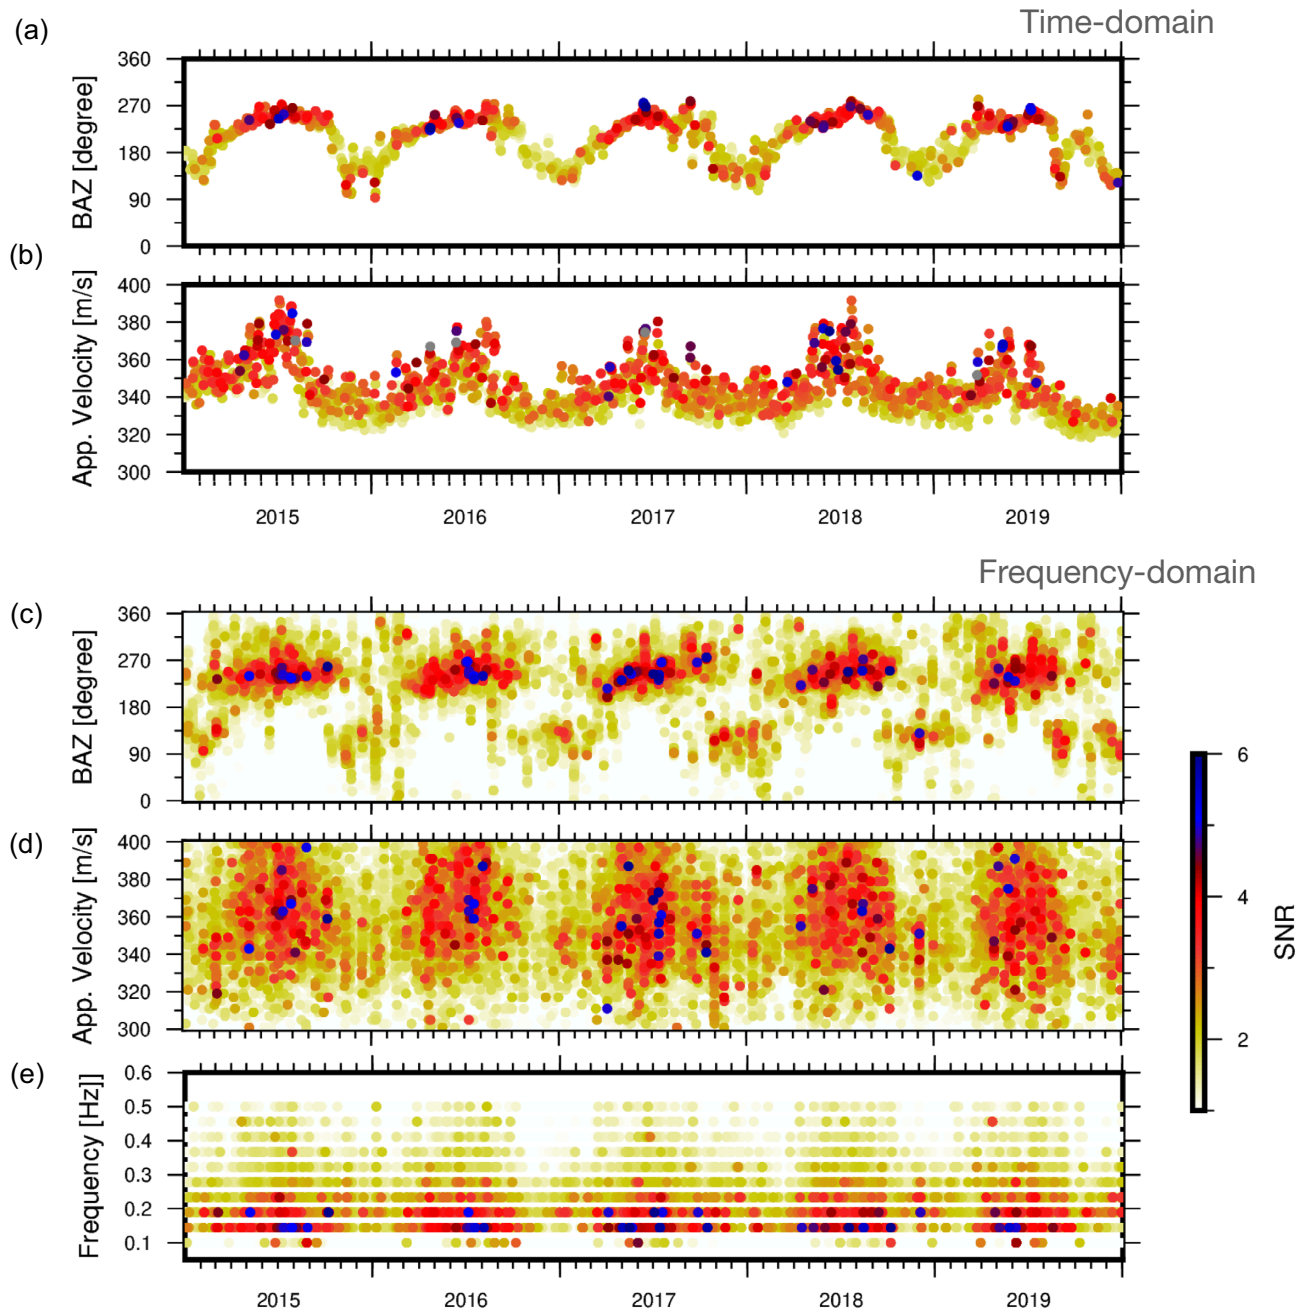 (a)
Time-domain
BAZ [degree]
360
270
180
90
0
(b)
App. Velocity [m/s]
400
380
360
340
320
300
2015 2016 2017 2018 2019
Frequency-domain
(c)
BAZ [degree]
360
270
180
90
0
(d)
App. Velocity [m/s]
400
380
360
340
320
300
(e)
Frequency [Hz]]
0.6
0.5
0.4
0.3
0.2
0.1
2015 2016 2017 2018 2019
6
4
2
SNR